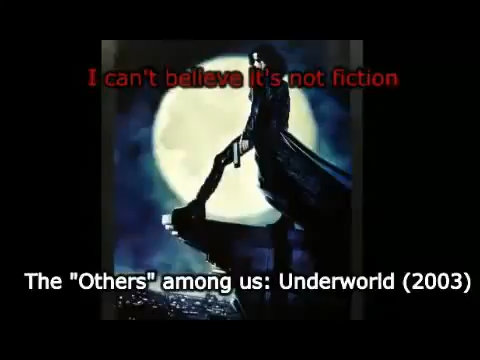 I can't believe it's not fiction
The "Others" among us: Underworld (2003)